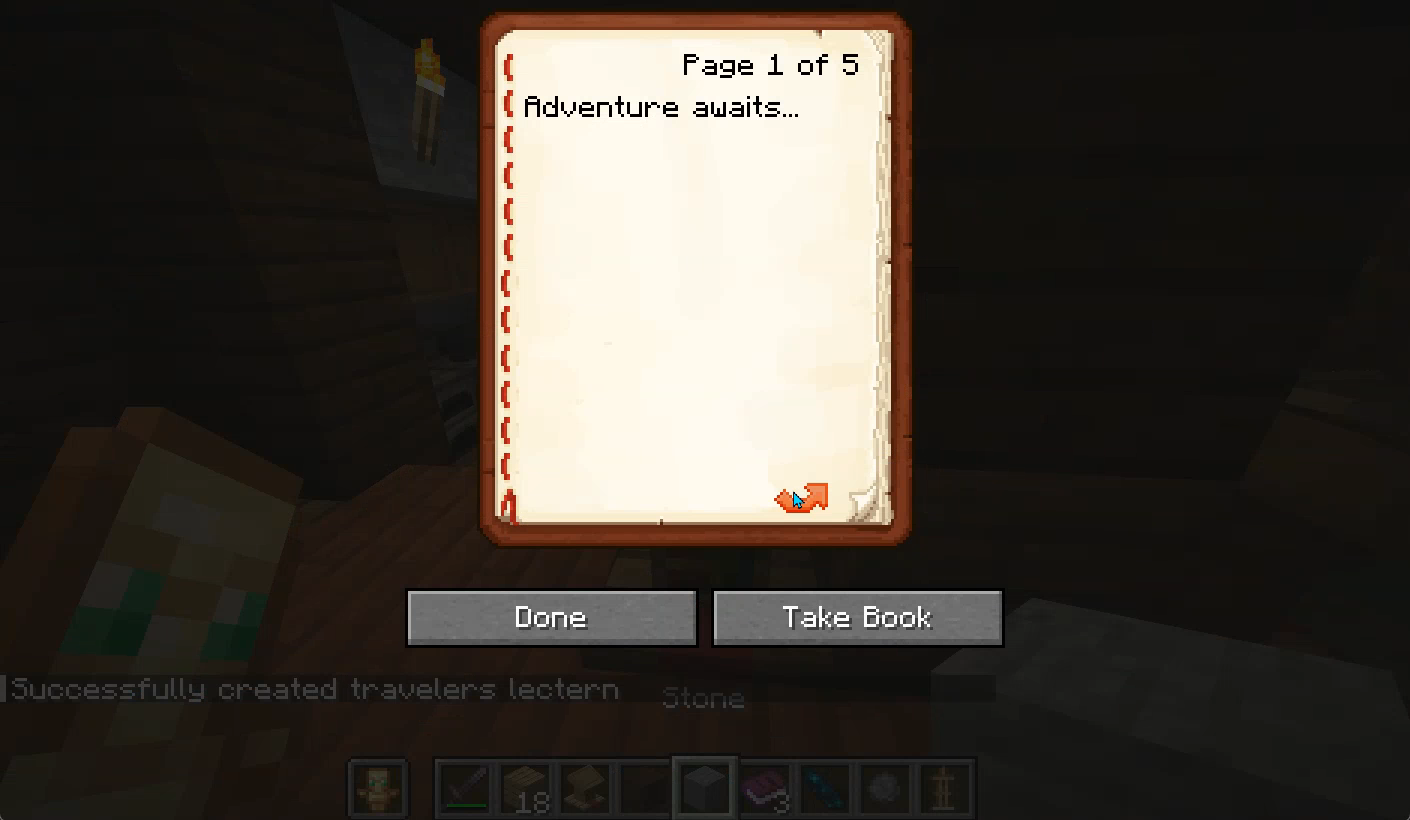 Page 1 of 5
Adventure awaits...
Done
Take Book
Successfully created travelers lectern
Stone
18
3